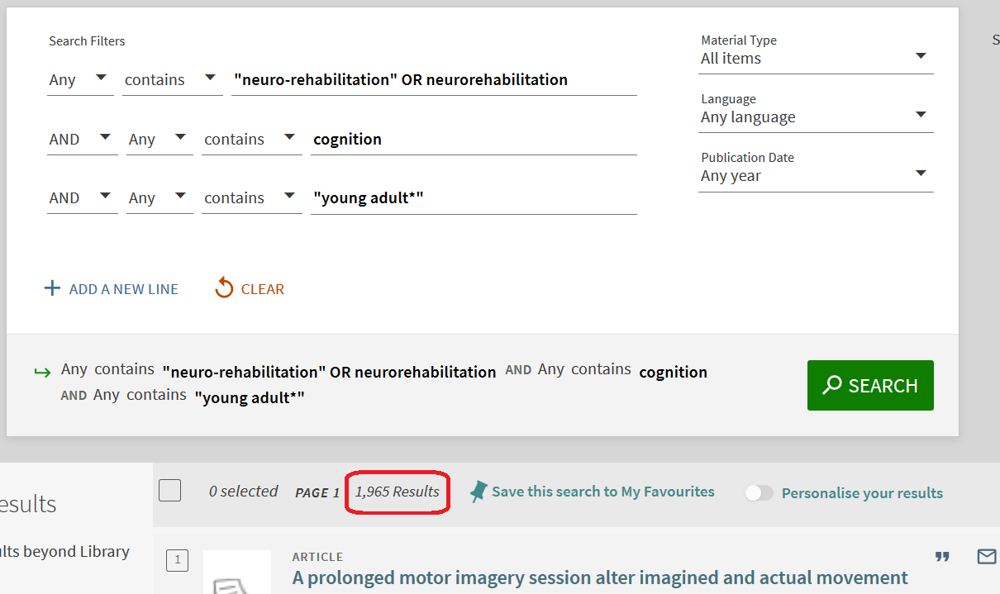 Search Filters
Any contains "neuro-rehabilitation" OR neurorehabilitation
AND Any contains cognition
AND Any contains "young adult*"
ADD A NEW LINE CLEAR
Material Type
All items
Language
Any language
Publication Date
Any year
S
Any contains "neuro-rehabilitation" OR neurorehabilitation AND Any contains cognition
AND Any contains "young adult*"
SEARCH
esults
lts beyond Library
0 selected PAGE 1 1,965 Results Save this search to My Favourites Personalise your results
1
ARTICLE
A prolonged motor imagery session alter imagined and actual movement